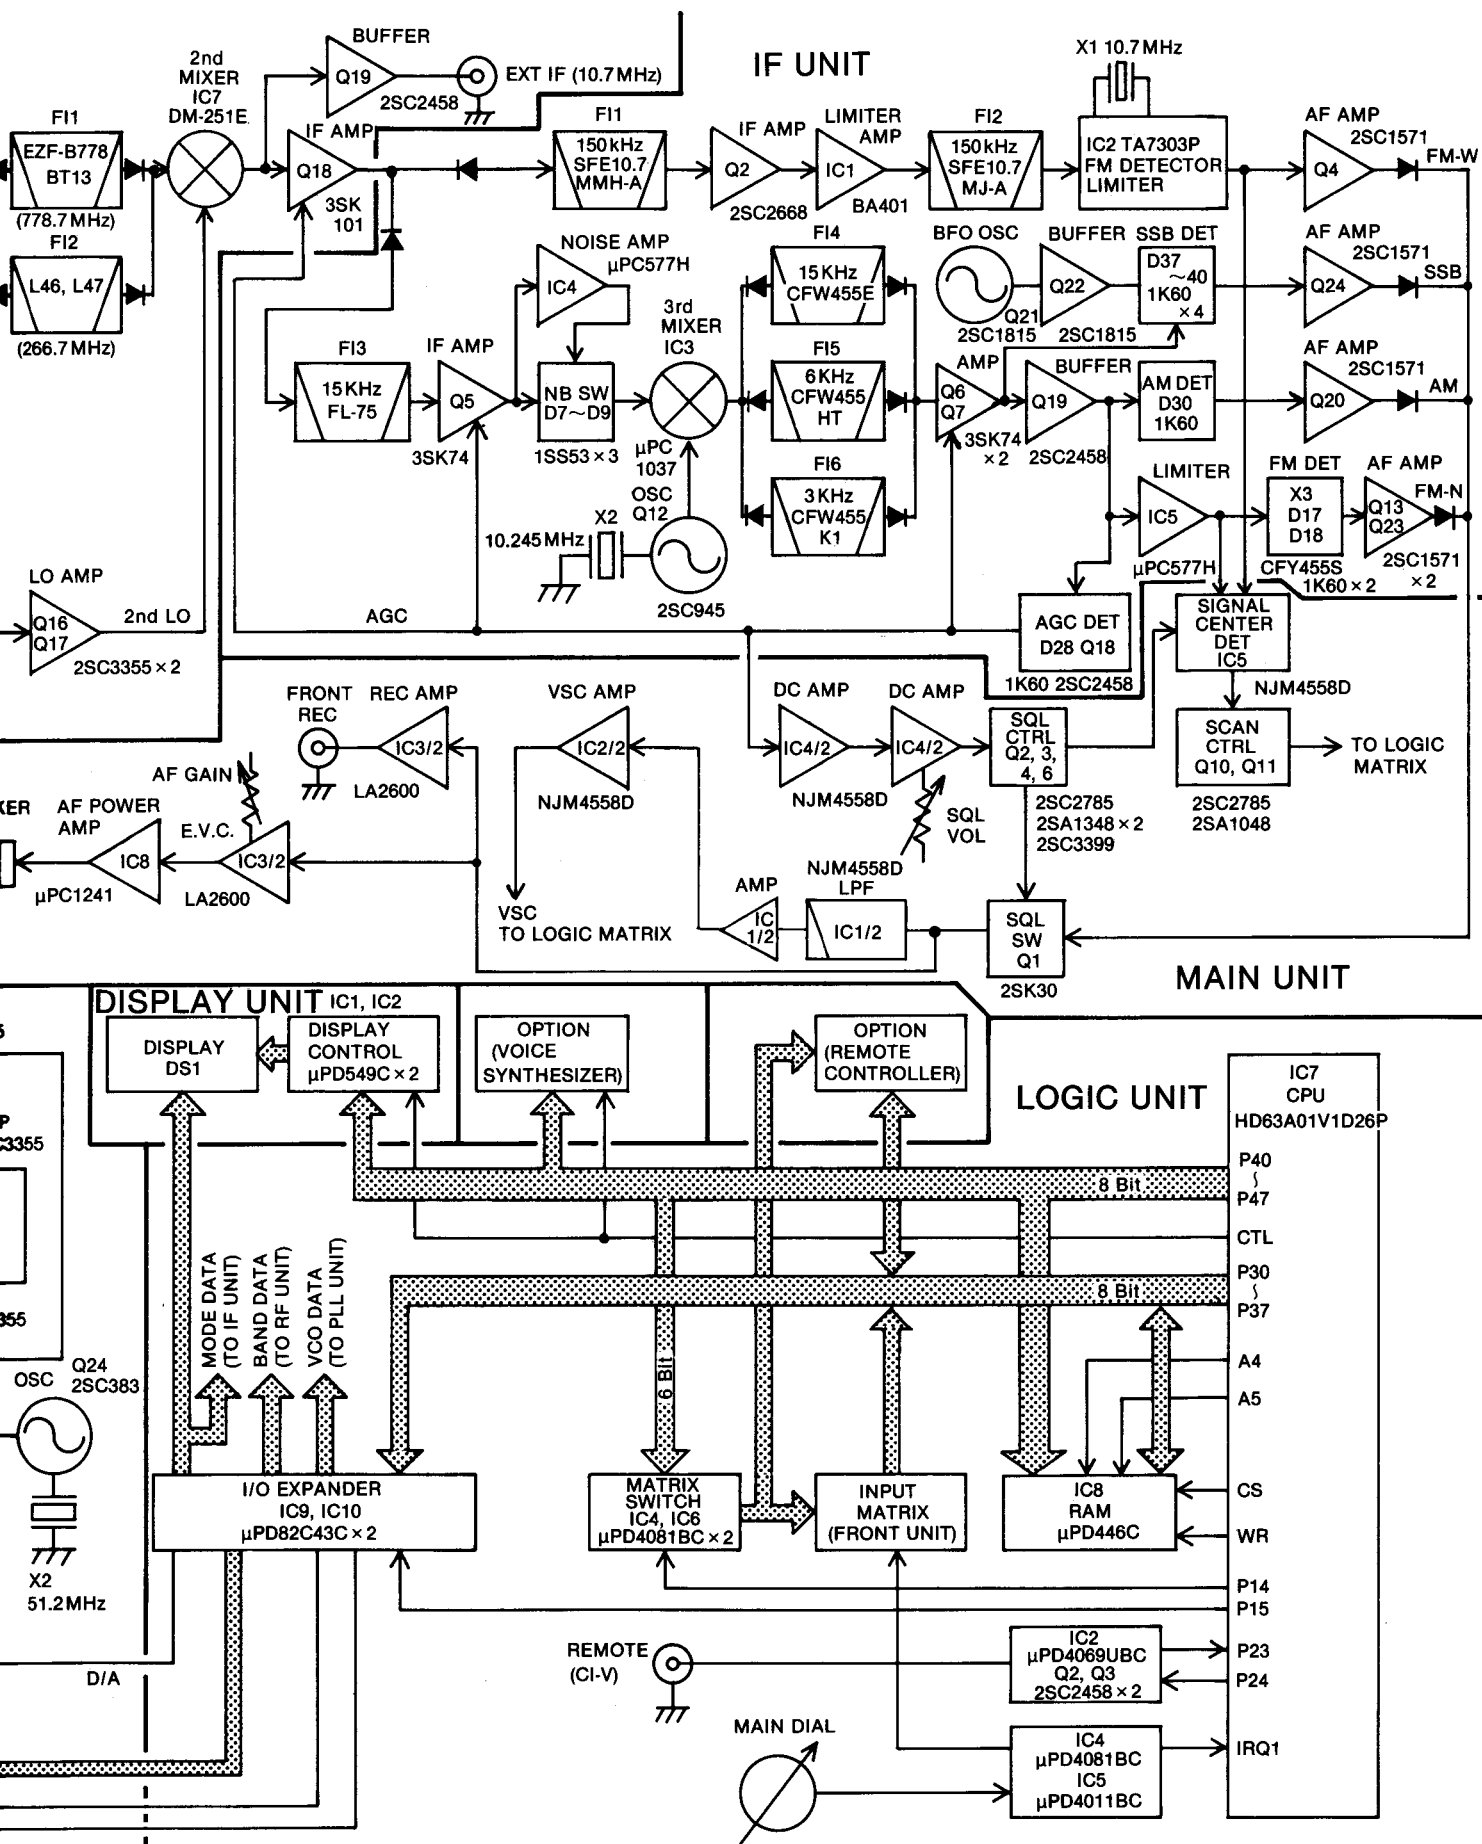 BUFFER
Q19
2SC2458
EXT IF (10.7MHz)
2nd
MIXER
IC7
DM-251E
FI1
EZF-B778
BT13
(778.7MHz)
FI2
L46, L47
(266.7MHz)
IF AMP
Q18
3SK
101
IF UNIT
FI1
150kHz
SFE10.7
MMH-A
IF AMP
Q2
2SC2668
LIMITER
AMP
IC1
BA401
FI2
150kHz
SFE10.7
MJ-A
X1 10.7MHz
IC2 TA7303P
FM DETECTOR
LIMITER
AF AMP
2SC1571
Q4
FM-W
NOISE AMP
μPC577H
IC4
3rd
MIXER
IC3
μPC
1037
FI4
15KHz
CFW455E
BFO OSC
Q21
2SC1815
BUFFER
Q22
2SC1815
SSB DET
D37
～40
1K60
×4
AF AMP
2SC1571
Q24
SSB
FI3
15KHz
FL-75
IF AMP
Q5
3SK74
NB SW
D7～D9
1SS53×3
FI5
6KHz
CFW455
HT
AMP
Q6
Q7
3SK74
×2
BUFFER
Q19
2SC2458
AM DET
D30
1K60
AF AMP
2SC1571
Q20
AM
OSC
Q12
X2
10.245MHz
2SC945
FI6
3KHz
CFW455
K1
LIMITER
IC5
μPC577H
FM DET
X3
D17
D18
CFY455S
1K60×2
AF AMP
Q13
Q23
FM-N
2SC1571
×2
LO AMP
Q16
Q17
2SC3355×2
2nd LO
AGC
AGC DET
D28 Q18
1K60 2SC2458
SIGNAL
CENTER
DET
IC5
NJM4558D
FRONT
REC
REC AMP
IC3/2
LA2600
VSC AMP
IC2/2
NJM4558D
DC AMP
IC4/2
NJM4558D
DC AMP
IC4/2
SQL
VOL
SQL
CTRL
Q2, 3,
4, 6
2SC2785
2SA1348×2
2SC3399
SCAN
CTRL
Q10, Q11
2SC2785
2SA1048
TO LOGIC
MATRIX
KER
AF POWER
AMP
IC8
μPC1241
AF GAIN
E.V.C.
IC3/2
LA2600
VSC
TO LOGIC MATRIX
AMP
IC
1/2
NJM4558D
LPF
IC1/2
SQL
SW
Q1
2SK30
MAIN UNIT
DISPLAY UNIT
IC1, IC2
DISPLAY
DS1
DISPLAY
CONTROL
μPD549C×2
OPTION
(VOICE
SYNTHESIZER)
OPTION
(REMOTE
CONTROLLER)
LOGIC UNIT
IC7
CPU
HD63A01V1D26P
P40
～
P47
CTL
P30
～
P37
A4
A5
CS
WR
P14
P15
P23
P24
IRQ1
8 Bit
8 Bit
6 Bit
P
C3355
355
MODE DATA
(TO IF UNIT)
BAND DATA
(TO RF UNIT)
VCO DATA
(TO PLL UNIT)
OSC
Q24
2SC383
X2
51.2MHz
I/O EXPANDER
IC9, IC10
μPD82C43C×2
MATRIX
SWITCH
IC4, IC6
μPD4081BC×2
INPUT
MATRIX
(FRONT UNIT)
IC8
RAM
μPD446C
D/A
REMOTE
(CI-V)
IC2
μPD4069UBC
Q2, Q3
2SC2458×2
MAIN DIAL
IC4
μPD4081BC
IC5
μPD4011BC